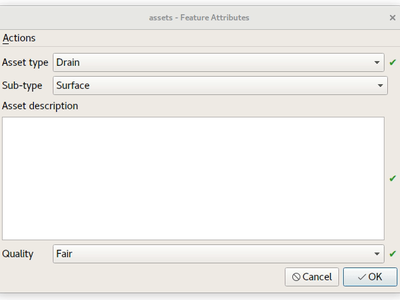 assets - Feature Attributes
Actions
Asset type Drain
Sub-type Surface
Asset description
Quality Fair
Cancel OK